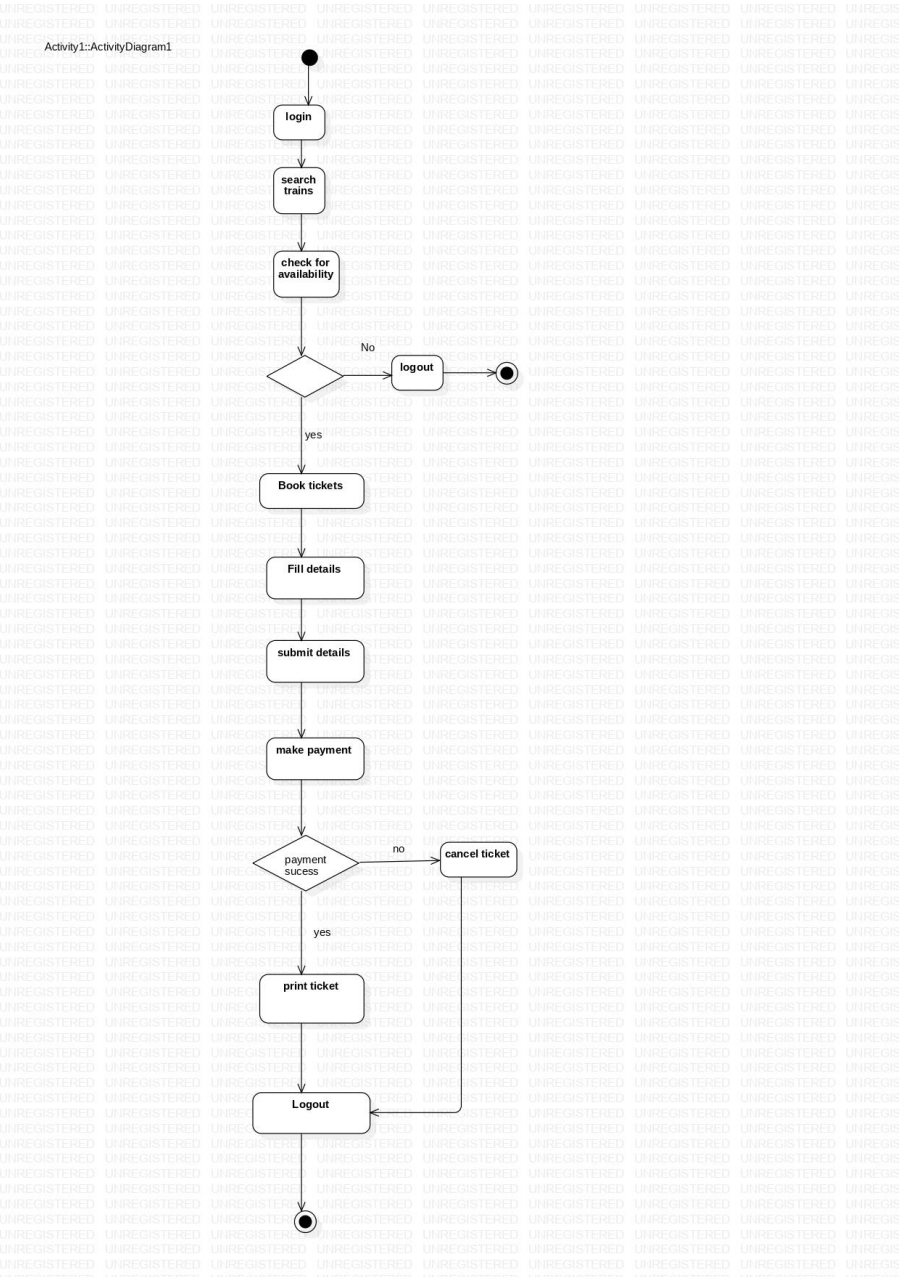 Activity1::ActivityDiagram1
login
search
trains
check for
availability
No
logout
yes
Book tickets
Fill details
submit details
make payment
payment
sucess
no
cancel ticket
yes
print ticket
Logout
UNREGISTERED